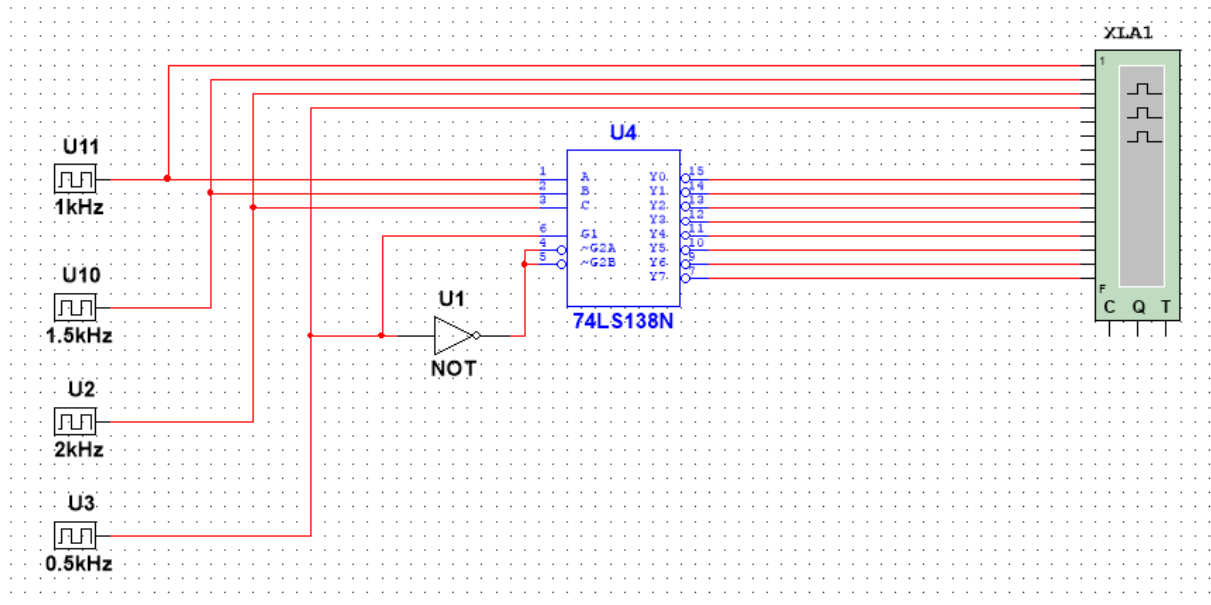 XLA1
1
U4
U11
1 A Y0 15
2 B Y1 14
3 C Y2 13
Y3 12
1kHz
6 G1 Y4 11
4 ~G2A Y5 10
5 ~G2B Y6 9
Y7 7
U10
F
U1
C Q T
1.5kHz
74LS138N
NOT
U2
2kHz
U3
0.5kHz